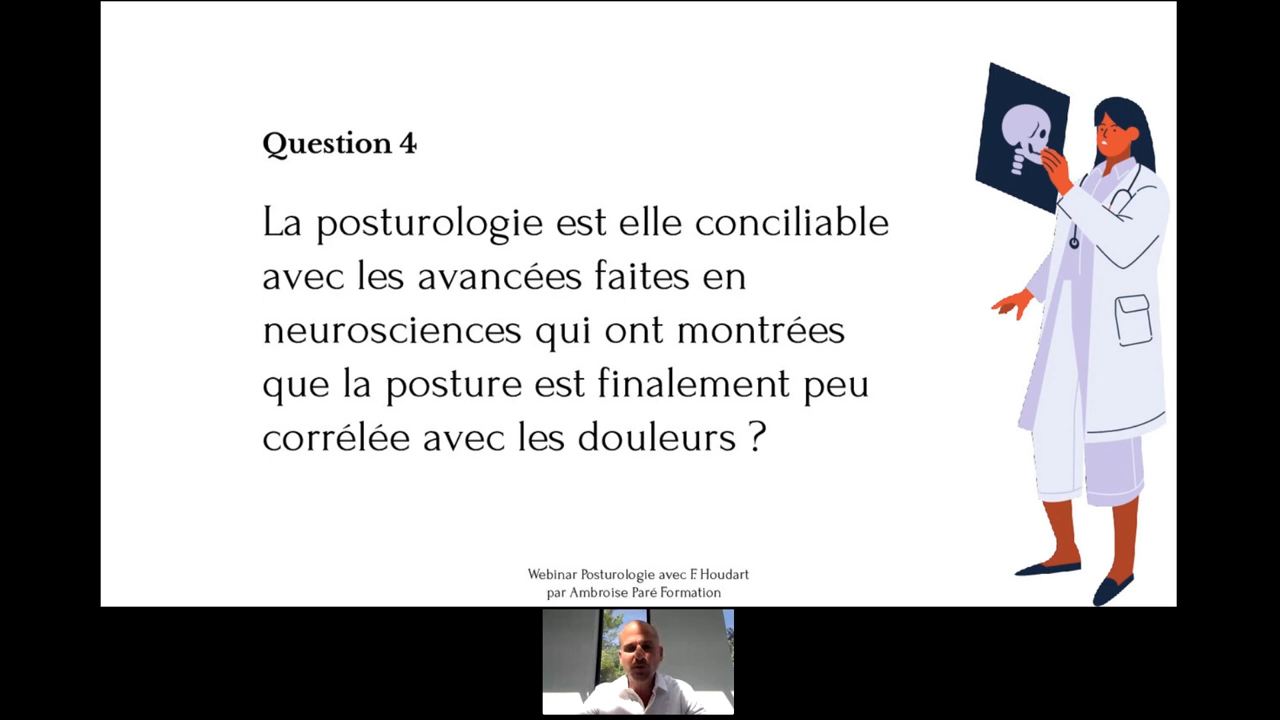 Question 4
La posturologie est elle conciliable
avec les avancées faites en
neurosciences qui ont montrées
que la posture est finalement peu
corrélée avec les douleurs ?
Webinar Posturologie avec F. Houdart
par Ambroise Paré Formation